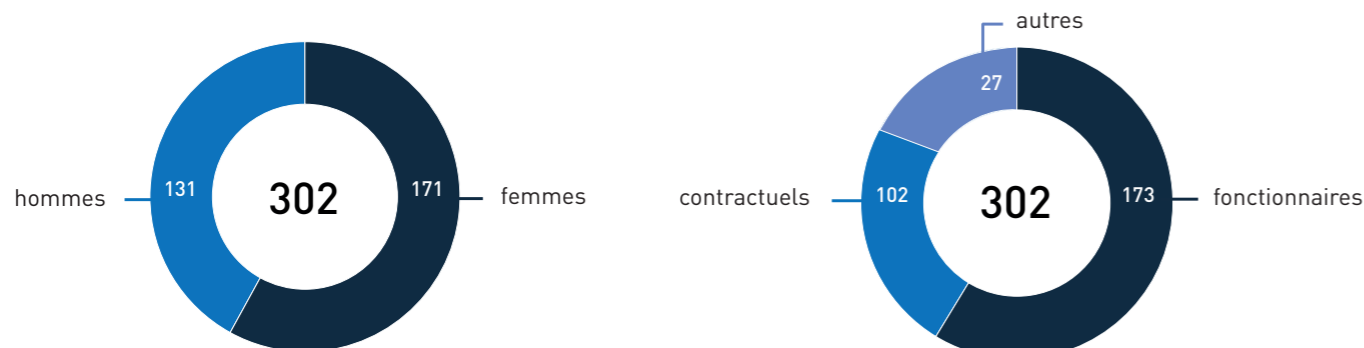 hommes
131
302
171
femmes
autres
27
contractuels
102
302
173
fonctionnaires